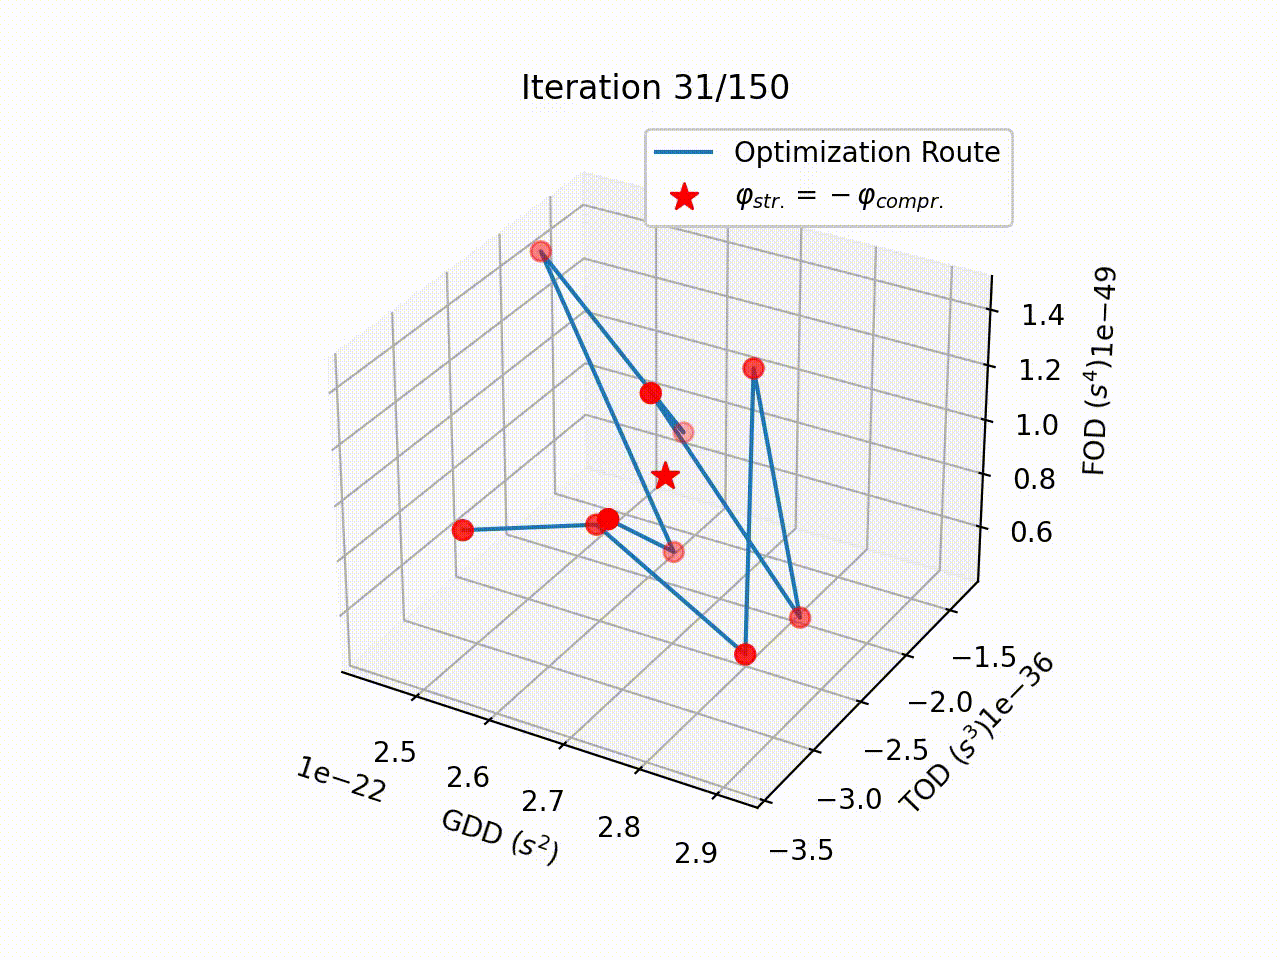 Iteration 31/150
Optimization Route
φstr. = −φcompr.
1.4
1.2
1.0
0.8
0.6
FOD (s⁴)1e−49
−1.5
−2.0
−2.5
−3.0
−3.5
TOD (s³)1e−36
2.5
2.6
2.7
2.8
2.9
1e−22
GDD (s²)